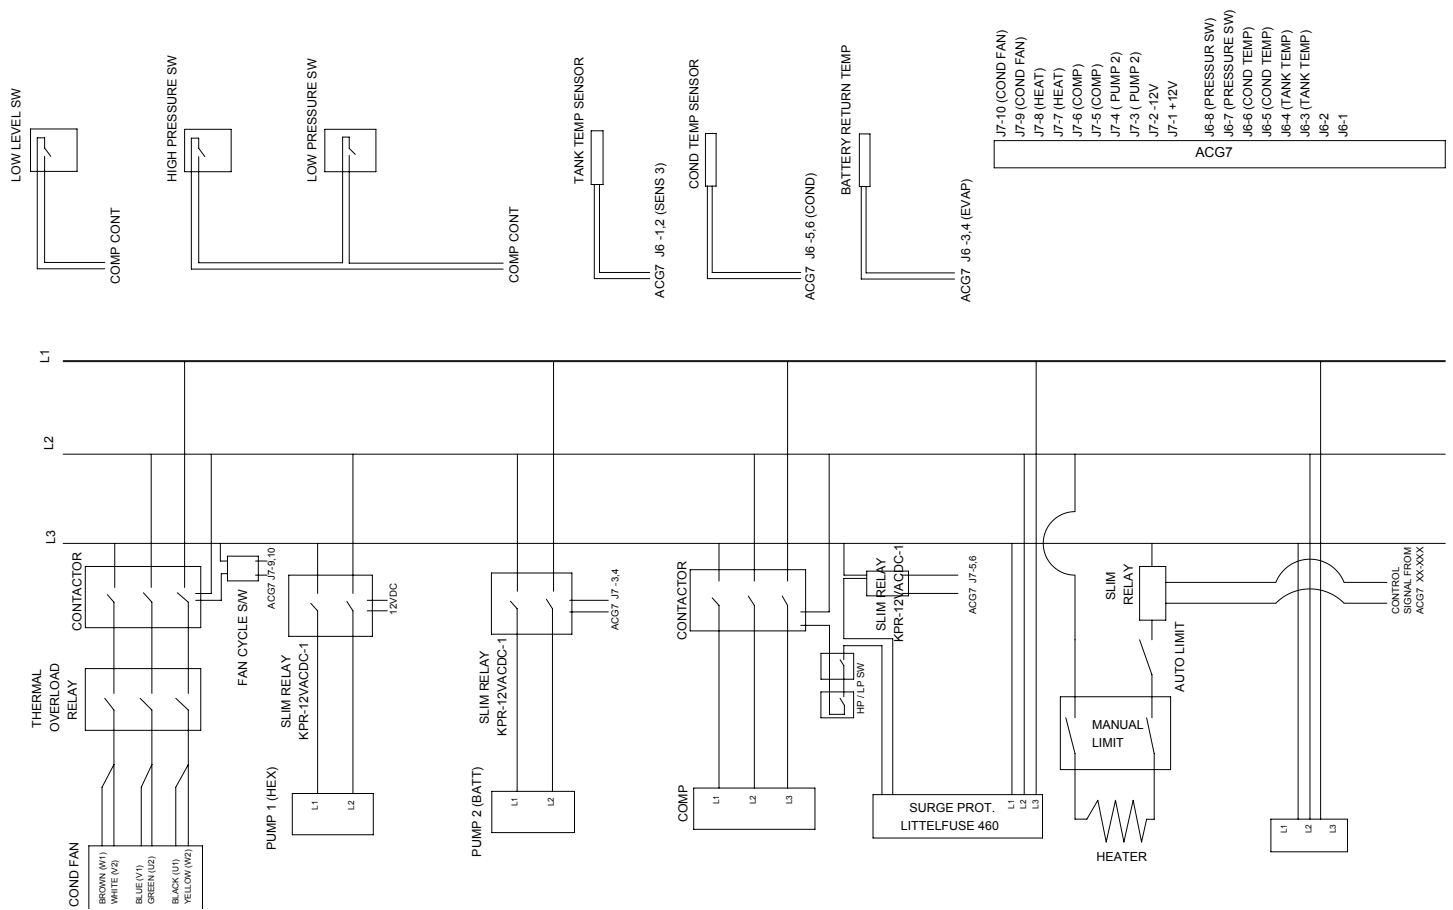 LOW LEVEL SW
COMP CONT
HIGH PRESSURE SW
LOW PRESSURE SW
COMP CONT
TANK TEMP SENSOR
ACG7 J6 -1,2 (SENS 3)
COND TEMP SENSOR
ACG7 J6 -5,6 (COND)
BATTERY RETURN TEMP
ACG7 J6 -3,4 (EVAP)
J7-10 (COND FAN)
J7-9 (COND FAN)
J7-8 (HEAT)
J7-7 (HEAT)
J7-6 (COMP)
J7-5 (COMP)
J7-4 ( PUMP 2)
J7-3 ( PUMP 2)
J7-2 -12V
J7-1 +12V
J6-8 (PRESSUR SW)
J6-7 (PRESSURE SW)
J6-6 (COND TEMP)
J6-5 (COND TEMP)
J6-4 (TANK TEMP)
J6-3 (TANK TEMP)
J6-2
J6-1
ACG7
L1
L2
L3
CONTACTOR
THERMAL
OVERLOAD
RELAY
FAN CYCLE S/W
ACG7 J7-9,10
COND FAN
BROWN (W1)
WHITE (V2)
BLUE (V1)
GREEN (U2)
BLACK (U1)
YELLOW (W2)
SLIM RELAY
KPR-12VACDC-1
12VDC
PUMP 1 (HEX)
L1
L2
SLIM RELAY
KPR-12VACDC-1
ACG7 J7 -3,4
PUMP 2 (BATT)
L1
L2
CONTACTOR
COMP
L1
L2
L3
HP / LP SW
SLIM RELAY
KPR-12VACDC-1
ACG7 J7-5,6
SURGE PROT.
LITTELFUSE 460
L1
L2
L3
SLIM
RELAY
AUTO LIMIT
MANUAL
LIMIT
HEATER
CONTROL
SIGNAL FROM
ACG7 XX-XXX
L1
L2
L3